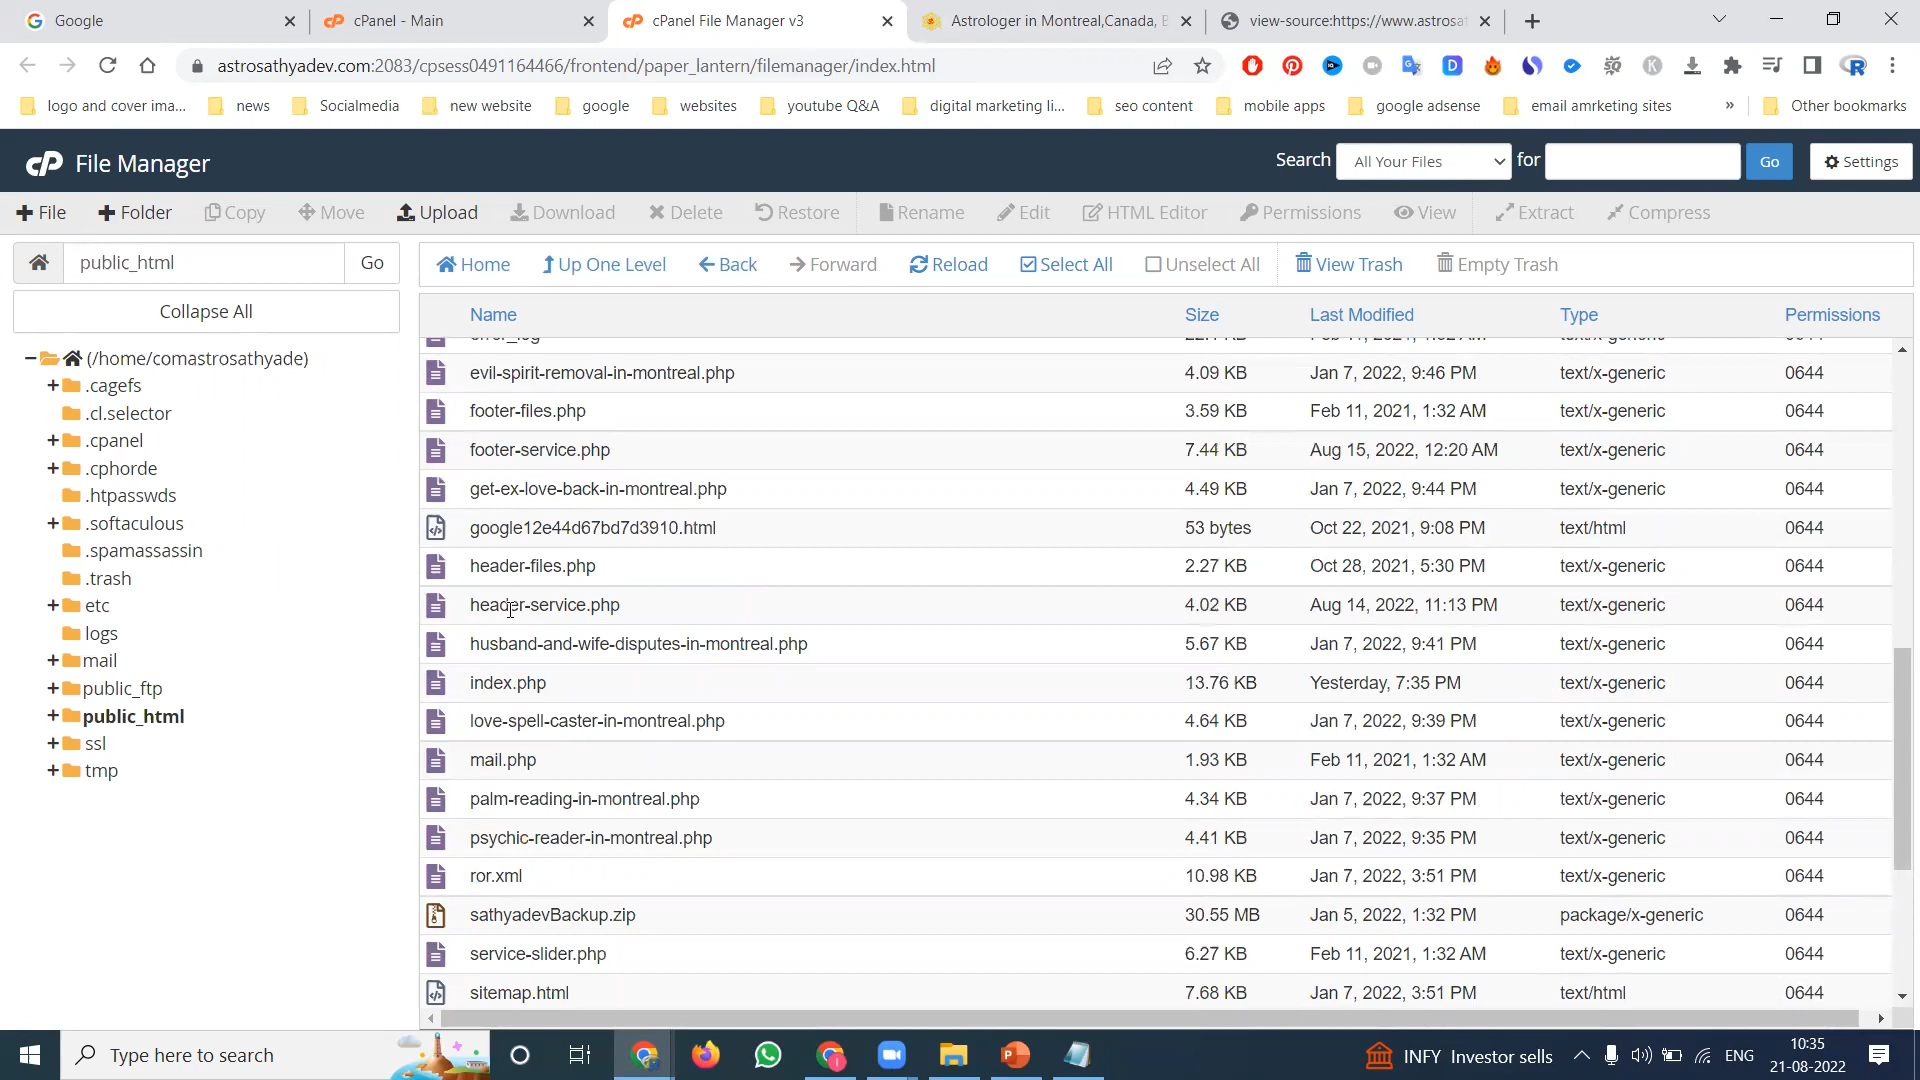 Google
cPanel - Main
cPanel File Manager v3
Astrologer in Montreal,Canada, B
view-source:https://www.astrosat
astrosathyadev.com:2083/cpsess0491164466/frontend/paper_lantern/filemanager/index.html
logo and cover ima...
news
Socialmedia
new website
google
websites
youtube Q&A
digital marketing li...
seo content
mobile apps
google adsense
email amrketing sites
»
Other bookmarks
cP File Manager
Search All Your Files for Go Settings
File Folder Copy Move Upload Download Delete Restore Rename Edit HTML Editor Permissions View Extract Compress
public_html Go
Home Up One Level Back Forward Reload Select All Unselect All View Trash Empty Trash
Collapse All
(/home/comastrosathyade)
.cagefs
.cl.selector
.cpanel
.cphorde
.htpasswds
.softaculous
.spamassassin
.trash
etc
logs
mail
public_ftp
public_html
ssl
tmp
Name Size Last Modified Type Permissions
error_log
evil-spirit-removal-in-montreal.php 4.09 KB Jan 7, 2022, 9:46 PM text/x-generic 0644
footer-files.php 3.59 KB Feb 11, 2021, 1:32 AM text/x-generic 0644
footer-service.php 7.44 KB Aug 15, 2022, 12:20 AM text/x-generic 0644
get-ex-love-back-in-montreal.php 4.49 KB Jan 7, 2022, 9:44 PM text/x-generic 0644
google12e44d67bd7d3910.html 53 bytes Oct 22, 2021, 9:08 PM text/html 0644
header-files.php 2.27 KB Oct 28, 2021, 5:30 PM text/x-generic 0644
header-service.php 4.02 KB Aug 14, 2022, 11:13 PM text/x-generic 0644
husband-and-wife-disputes-in-montreal.php 5.67 KB Jan 7, 2022, 9:41 PM text/x-generic 0644
index.php 13.76 KB Yesterday, 7:35 PM text/x-generic 0644
love-spell-caster-in-montreal.php 4.64 KB Jan 7, 2022, 9:39 PM text/x-generic 0644
mail.php 1.93 KB Feb 11, 2021, 1:32 AM text/x-generic 0644
palm-reading-in-montreal.php 4.34 KB Jan 7, 2022, 9:37 PM text/x-generic 0644
psychic-reader-in-montreal.php 4.41 KB Jan 7, 2022, 9:35 PM text/x-generic 0644
ror.xml 10.98 KB Jan 7, 2022, 3:51 PM text/x-generic 0644
sathyadevBackup.zip 30.55 MB Jan 5, 2022, 1:32 PM package/x-generic 0644
service-slider.php 6.27 KB Feb 11, 2021, 1:32 AM text/x-generic 0644
sitemap.html 7.68 KB Jan 7, 2022, 3:51 PM text/html 0644
Type here to search
INFY Investor sells
ENG
10:35
21-08-2022